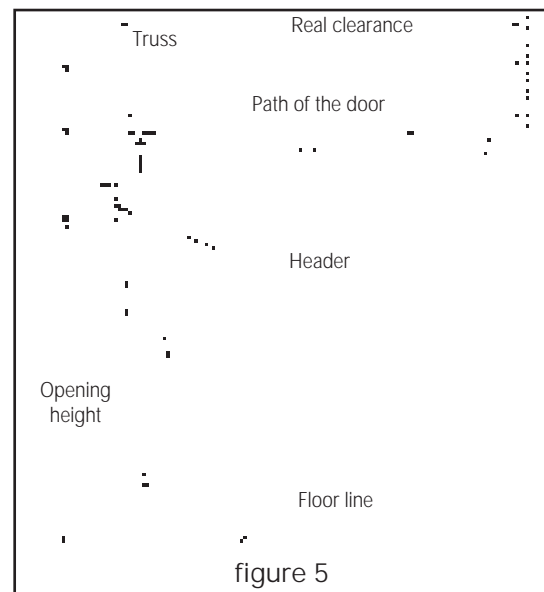 Real clearance
Truss
Path of the door
Header
Opening
height
Floor line
figure 5